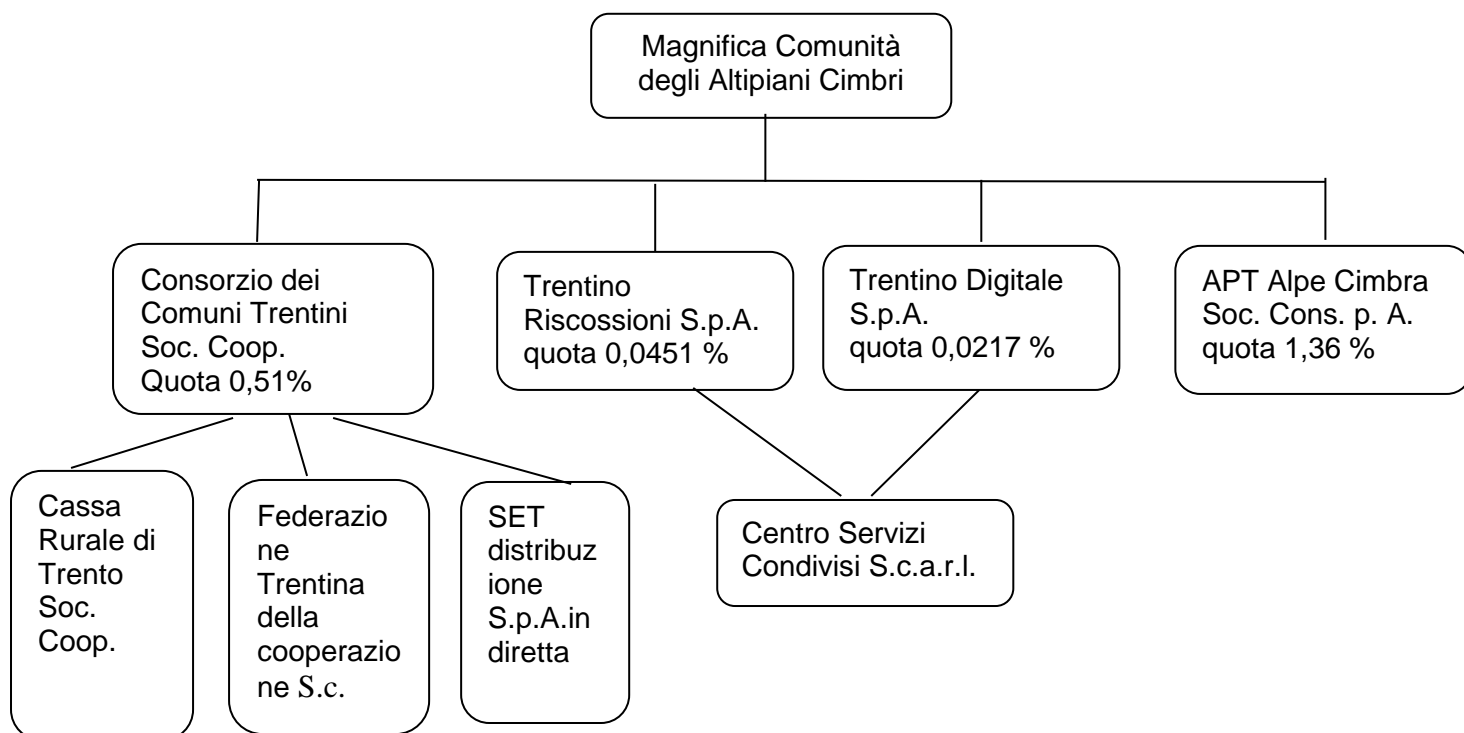 Magnifica Comunità
degli Altipiani Cimbri
Consorzio dei
Comuni Trentini
Soc. Coop.
Quota 0,51%
Trentino
Riscossioni S.p.A.
quota 0,0451 %
Trentino Digitale
S.p.A.
quota 0,0217 %
APT Alpe Cimbra
Soc. Cons. p. A.
quota 1,36 %
Cassa
Rurale di
Trento
Soc.
Coop.
Federazio
ne
Trentina
della
cooperazio
ne S.c.
SET
distribuz
ione
S.p.A.in
diretta
Centro Servizi
Condivisi S.c.a.r.l.